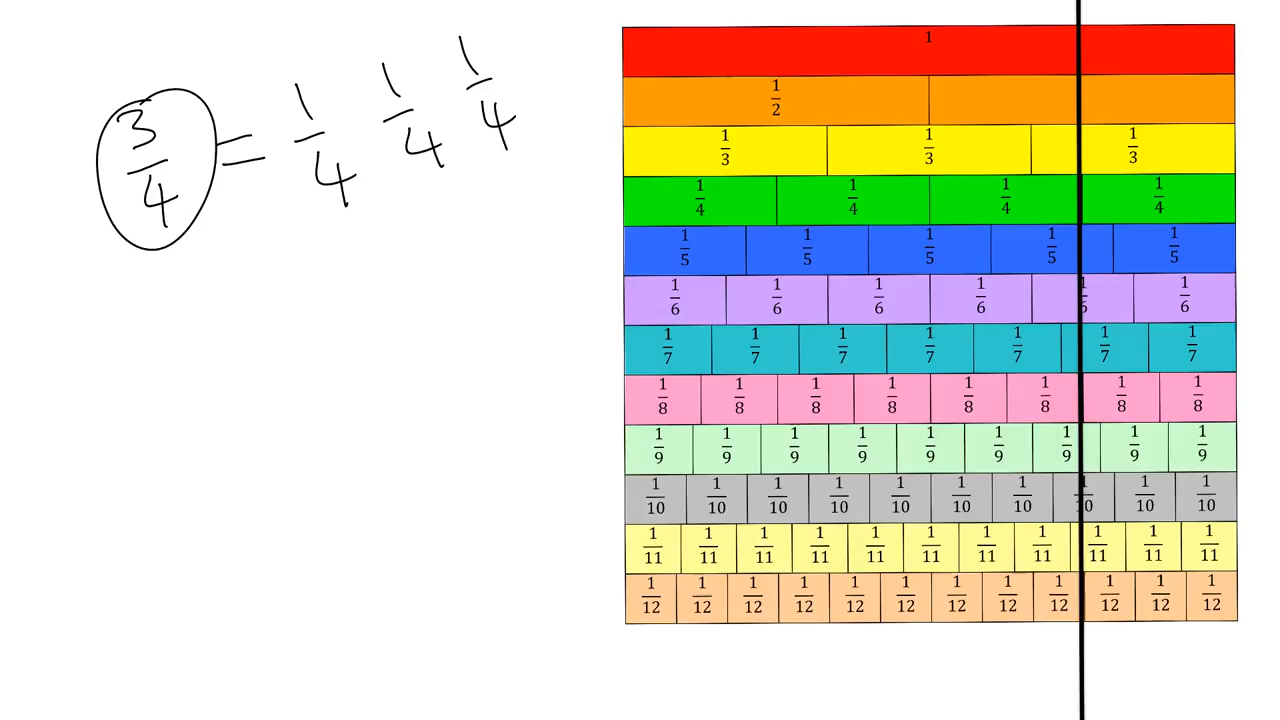 3/4 = 1/4 1/4 1/4
1
1/2
1/3 1/3 1/3
1/4 1/4 1/4 1/4
1/5 1/5 1/5 1/5 1/5
1/6 1/6 1/6 1/6 1/6 1/6
1/7 1/7 1/7 1/7 1/7 1/7 1/7
1/8 1/8 1/8 1/8 1/8 1/8 1/8 1/8
1/9 1/9 1/9 1/9 1/9 1/9 1/9 1/9 1/9
1/10 1/10 1/10 1/10 1/10 1/10 1/10 1/10 1/10 1/10
1/11 1/11 1/11 1/11 1/11 1/11 1/11 1/11 1/11 1/11 1/11
1/12 1/12 1/12 1/12 1/12 1/12 1/12 1/12 1/12 1/12 1/12 1/12